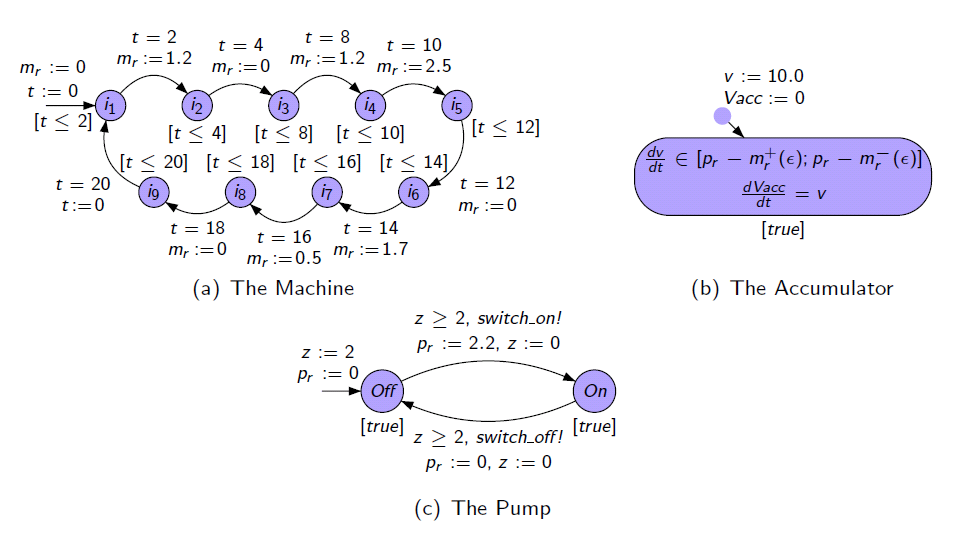 m_r := 0
t := 0
[t ≤ 2]
t = 2
m_r :=1.2
t = 4
m_r :=0
t = 8
m_r :=1.2
t = 10
m_r :=2.5
i_1
i_2
i_3
i_4
i_5
[t ≤ 4]
[t ≤ 8]
[t ≤ 10]
[t ≤ 12]
[t ≤ 20]
[t ≤ 18]
[t ≤ 16]
[t ≤ 14]
i_9
i_8
i_7
i_6
t = 20
t:=0
t = 18
m_r :=0
t = 16
m_r :=0.5
t = 14
m_r :=1.7
t = 12
m_r :=0
(a) The Machine
v := 10.0
Vacc := 0
dv/dt ∈ [p_r − m_r^+(ϵ); p_r − m_r^−(ϵ)]
dVacc/dt = v
[true]
(b) The Accumulator
z := 2
p_r := 0
z ≥ 2, switch_on!
p_r := 2.2, z := 0
Off
On
[true]
[true]
z ≥ 2, switch_off!
p_r := 0, z := 0
(c) The Pump